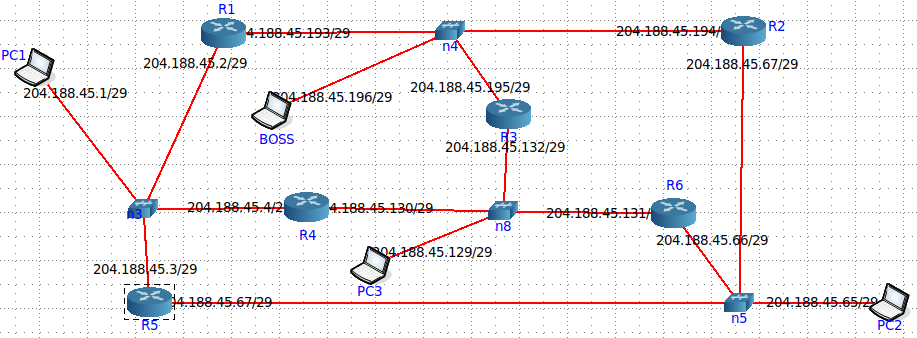 R1
4.188.45.193/29
n4
204.188.45.194/
R2
PC1
204.188.45.2/29
204.188.45.67/29
204.188.45.1/29
204.188.45.196/29
204.188.45.195/29
BOSS
R3
204.188.45.132/29
R6
n3
204.188.45.4/2
4.188.45.130/29
n8
204.188.45.131/
R4
204.188.45.66/29
204.188.45.129/29
204.188.45.3/29
PC3
4.188.45.67/29
204.188.45.65/29
R5
n5
PC2